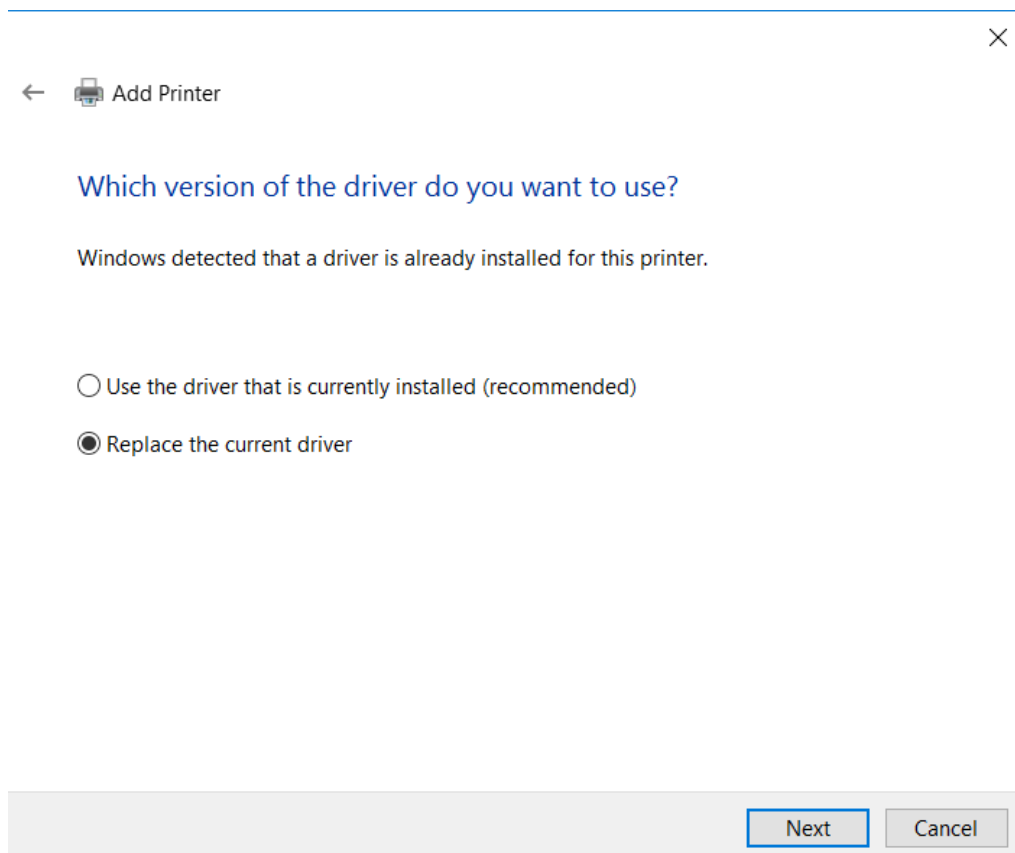 Add Printer
Which version of the driver do you want to use?
Windows detected that a driver is already installed for this printer.
Use the driver that is currently installed (recommended)
Replace the current driver
Next Cancel